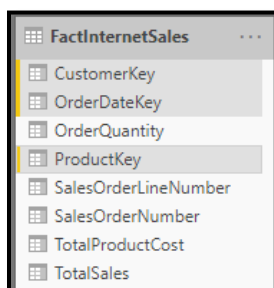 FactInternetSales ...
CustomerKey
OrderDateKey
OrderQuantity
ProductKey
SalesOrderLineNumber
SalesOrderNumber
TotalProductCost
TotalSales